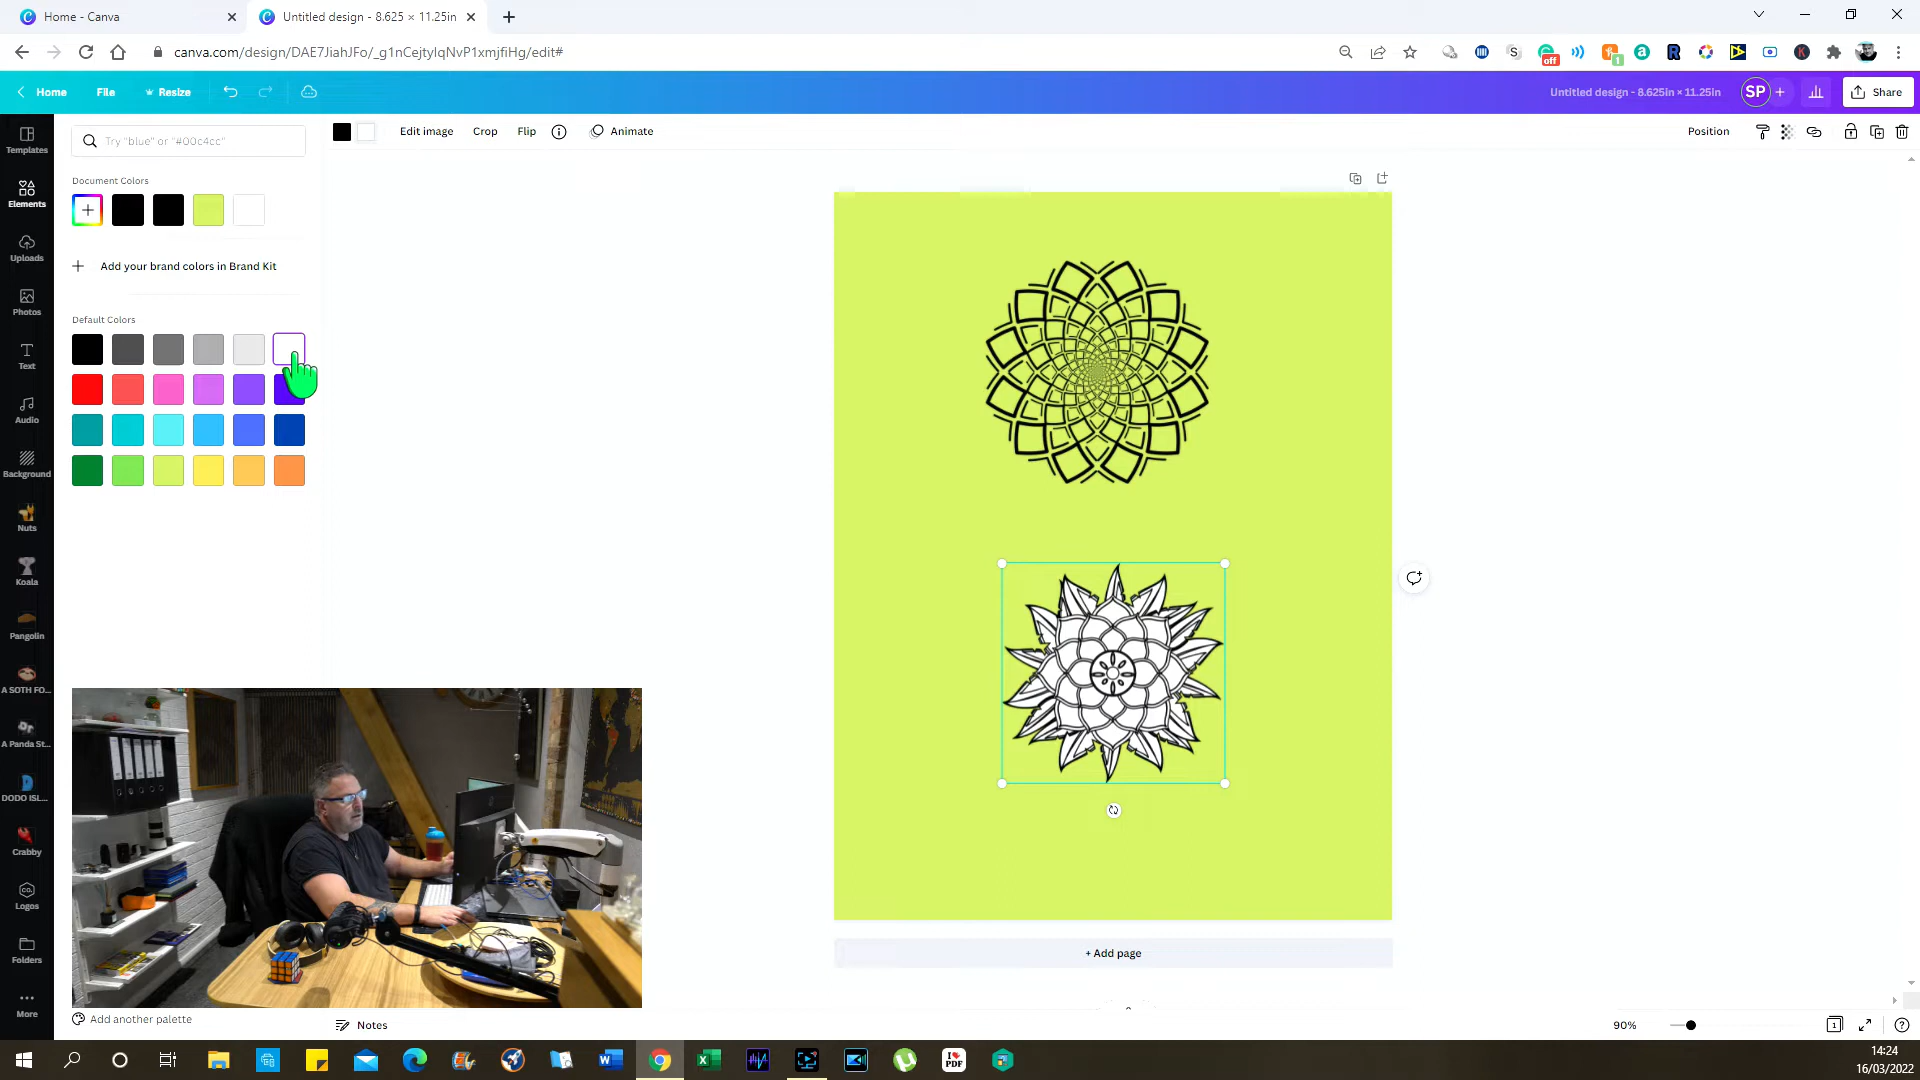 Home - Canva
Untitled design - 8.625 × 11.25in
canva.com/design/DAE7JiahJFo/_g1nCejtyIqNvP1xmjfiHg/edit#
off
1
Home
File
Resize
Untitled design - 8.625in × 11.25in
SP
Share
Templates
Elements
Uploads
Photos
Text
Audio
Background
Nuts
Koala
Pangolin
A SOTH FO...
A Panda St...
DODO ISL...
Crabby
Logos
Folders
More
Try "blue" or "#00c4cc"
Document Colors
Add your brand colors in Brand Kit
Default Colors
Add another palette
Edit image
Crop
Flip
Animate
Position
+ Add page
Notes
90%
1
14:24
16/03/2022